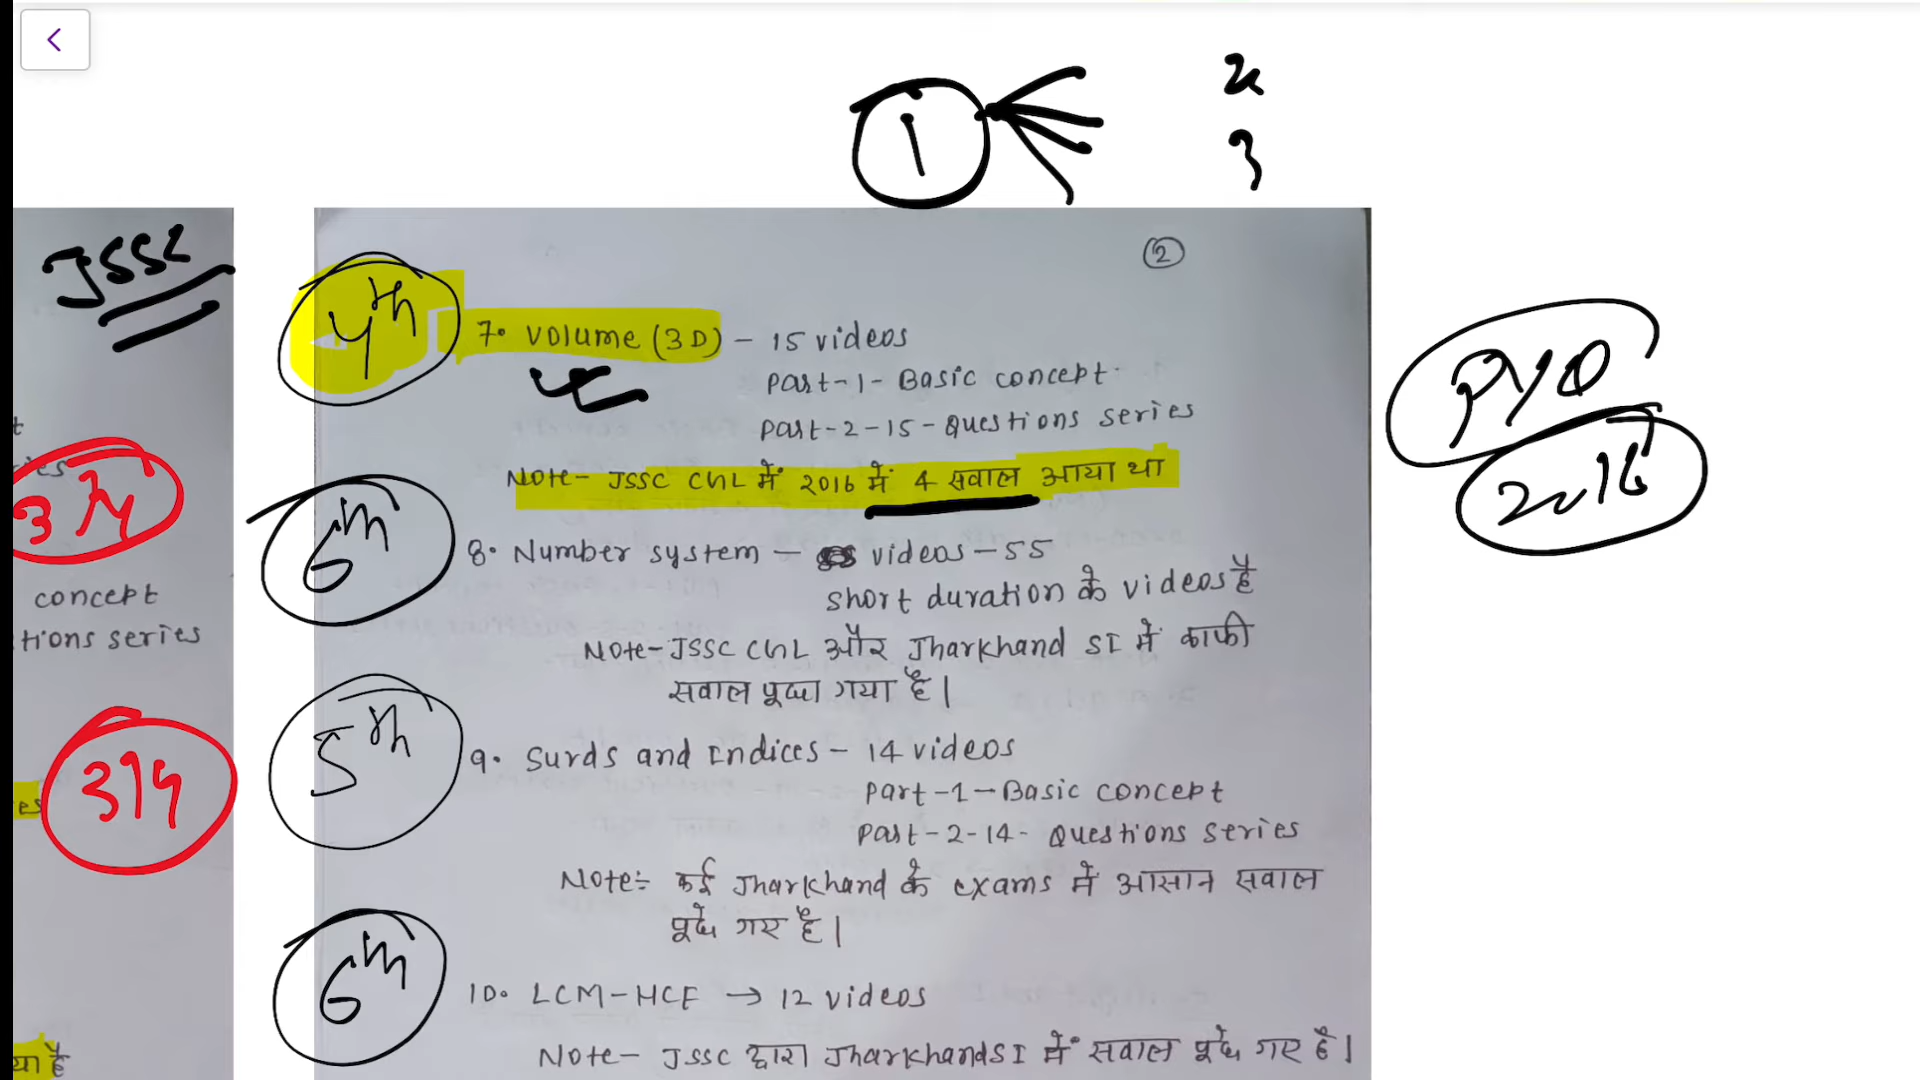 1
2
3
JSSC
2
4th
7. Volume (3D) - 15 videos
Part-1- Basic concept
Part-2-15-Questions series
Note- JSSC CGL में 2016 में 4 सवाल आया था
PYQ
2016
6th
8. Number system - videos-55
short duration के videos है
Note-JSSC CGL और Jharkhand SI में काफी
सवाल पूछा गया है।
5th
9. Surds and Indices- 14 videos
Part-1-Basic concept
Part-2-14- Questions series
Note:- कई Jharkhand के exams में आसान सवाल
पूछे गए है।
6th
10. LCM-HCF → 12 videos
Note- JSSC द्वारा Jharkhand SI में सवाल पूछे गए है।
t
ies
concept
tions series
es
या है